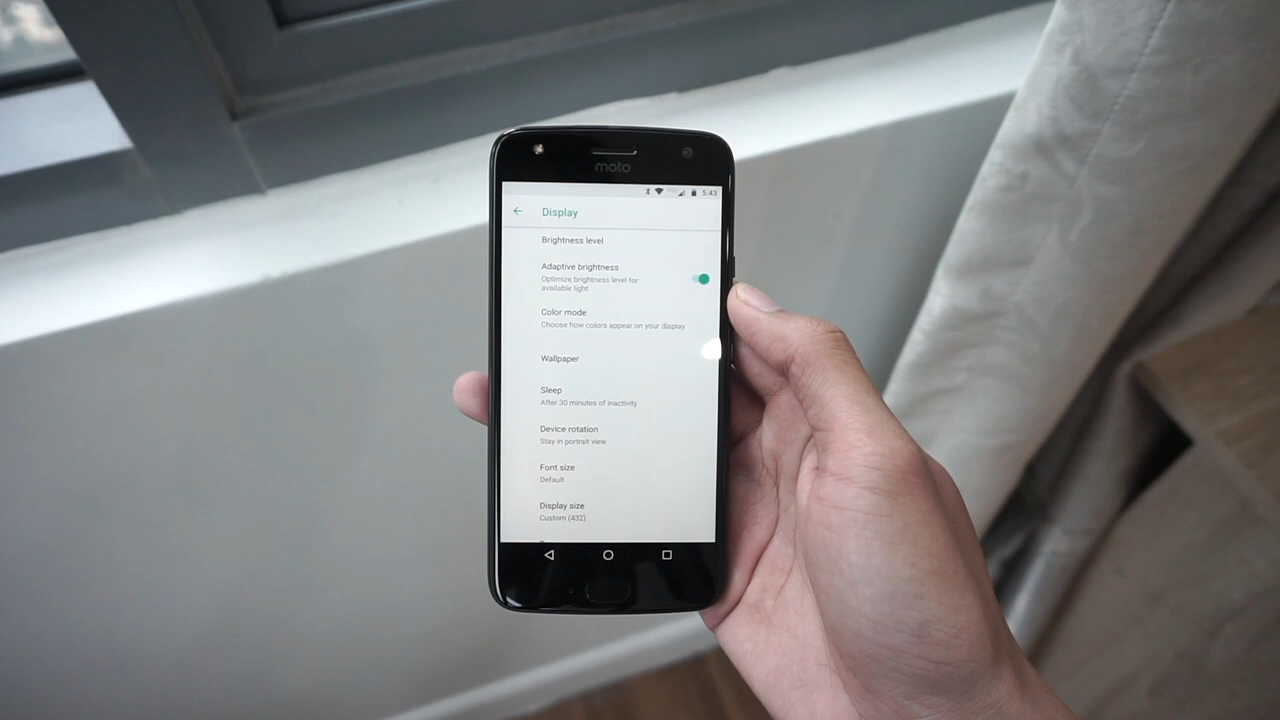 moto
5:43
Display
Brightness level
Adaptive brightness
Optimize brightness level for
available light
Color mode
Choose how colors appear on your display
Wallpaper
Sleep
After 30 minutes of inactivity
Device rotation
Stay in portrait view
Font size
Default
Display size
Custom (432)